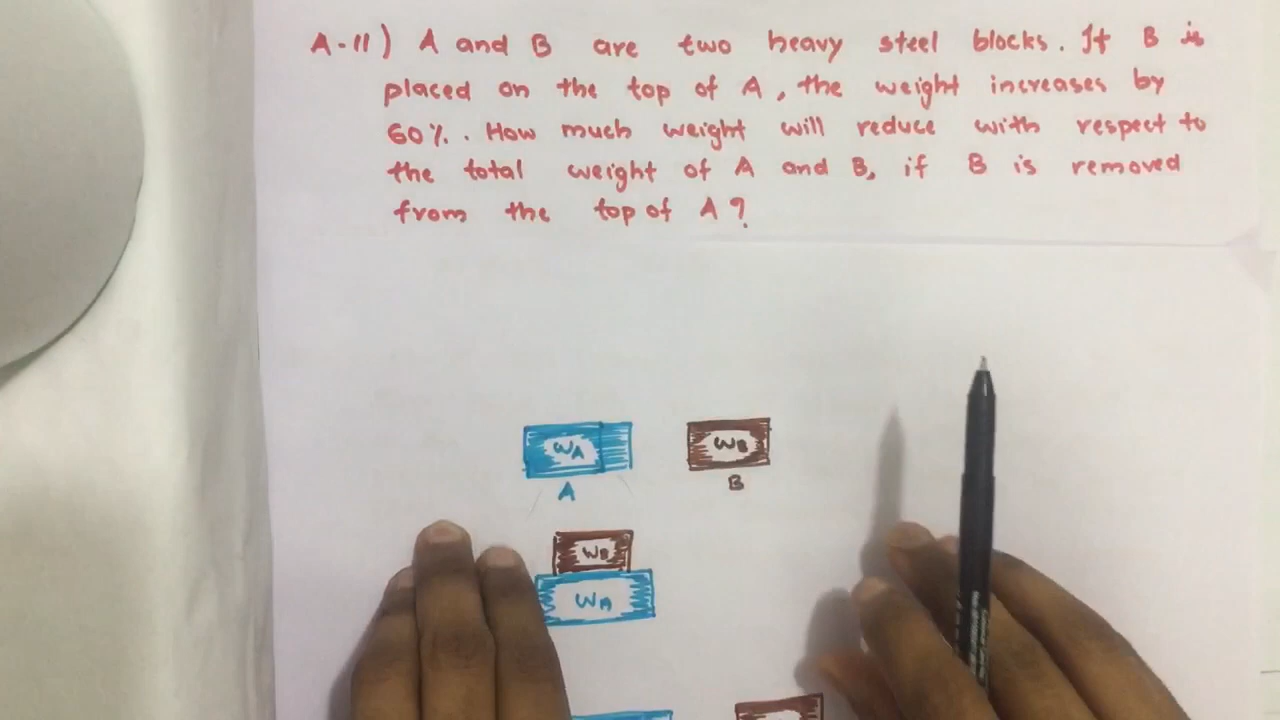 A-11) A and B are two heavy steel blocks. If B is
placed on the top of A, the weight increases by
60%. How much weight will reduce with respect to
the total weight of A and B, if B is removed
from the top of A?
WA WB
A B
WB
WA